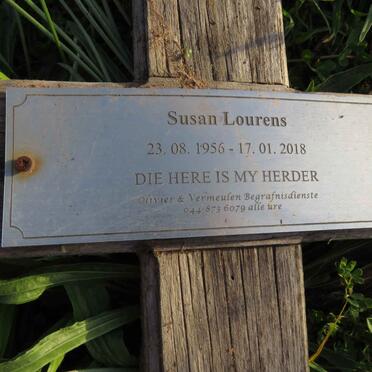 Susan Lourens
23. 08. 1956 - 17. 01. 2018
DIE HERE IS MY HERDER
Olivier & Vermeulen Begrafnisdienste
044 873 6079 alle ure